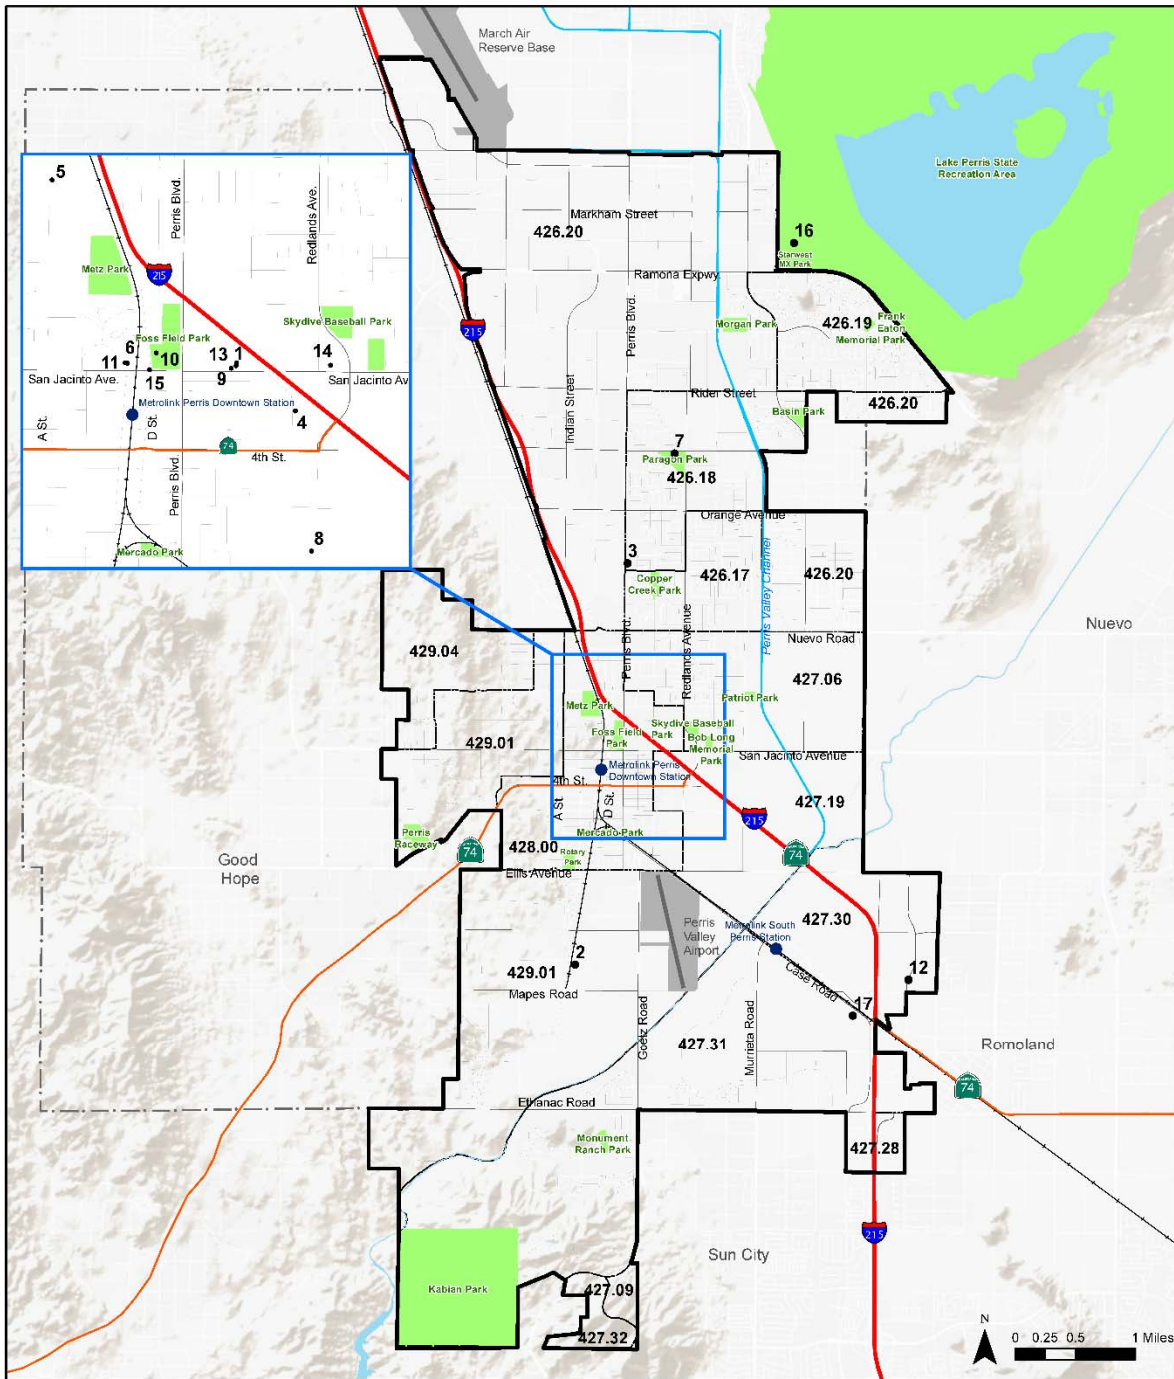 March Air
Reserve Base
Lake Perris State
Recreation Area
5
Perris Blvd.
Redlands Ave.
Metz Park
215
Skydive Baseball Park
Foss Field Park
6
11
10
13
1
9
14
15
San Jacinto Ave.
San Jacinto Av
Metrolink Perris Downtown Station
4
A St.
D St.
74
4th St.
Perris Blvd.
8
Mercado Park
Markham Street
426.20
16
Starwest
MX Park
Ramona Expwy
215
Perris Blvd.
Indian Street
Morgan Park
426.19
Frank
Eaton
Memorial Park
Rider Street
426.20
Basin Park
7
Paragon Park
426.18
Orange Avenue
3
Copper
Creek Park
426.17
426.20
Perris Valley Channel
Nuevo
Nuevo Road
429.04
Perris Blvd.
Redlands Avenue
427.06
Patriot Park
Metz Park
Foss Field
Park
Skydive Baseball
Park
Bob Long
Memorial
Park
429.01
San Jacinto Avenue
Metrolink Perris
Downtown Station
4th St.
A St.
D St.
427.19
215
74
Mercado Park
Perris
Raceway
74
428.00
Rotary
Park
Good
Hope
Ellis Avenue
Perris
Valley
Airport
427.30
Metrolink South
Perris Station
2
429.01
Mapes Road
Case Road
12
17
Goetz Road
Murrieta Road
427.31
Romoland
74
Ethanac Road
Monument
Ranch Park
427.28
215
Sun City
Kabian Park
427.09
427.32
N
0 0.25 0.5 1 Miles